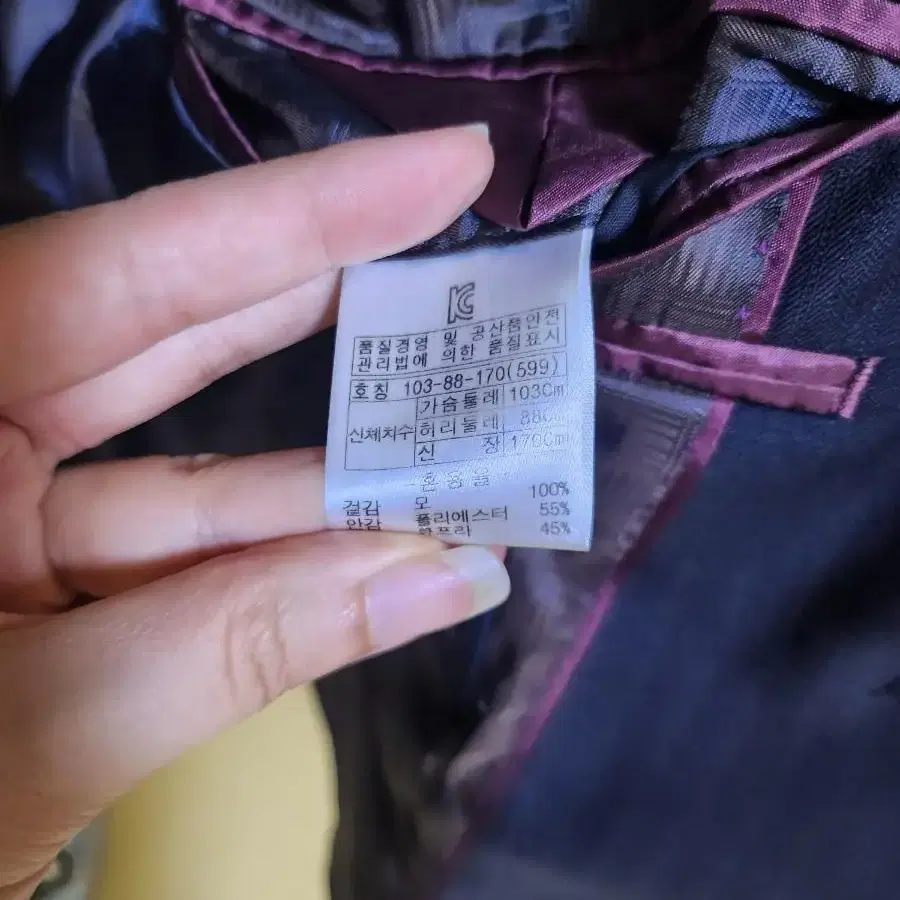 KC
품질경영 및 공산품안전
관리법에 의한 품질표시
호칭 103-88-170(599)
신체치수
가슴둘레 103Cm
허리둘레 88Cm
신 장 170Cm
혼용율
겉감 모 100%
안감 폴리에스터 55%
45%